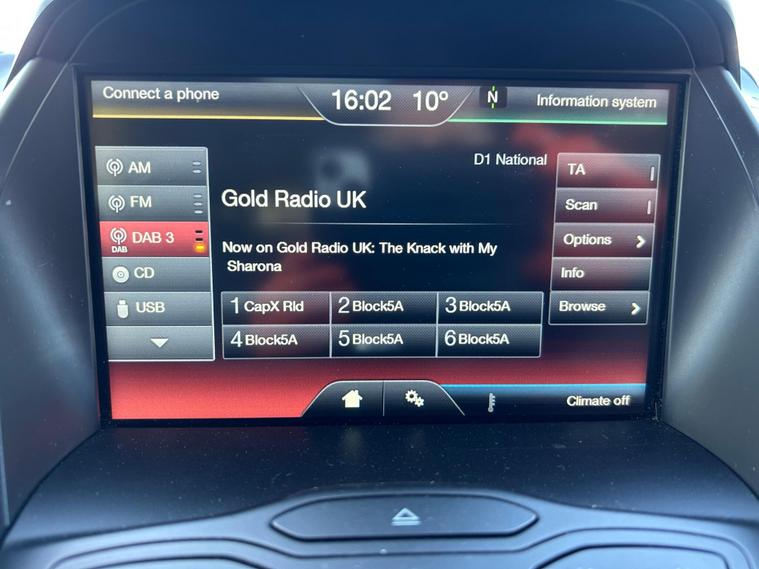 Connect a phone
16:02 10º
N
Information system
AM
FM
DAB 3
DAB
CD
USB
D1 National
Gold Radio UK
Now on Gold Radio UK: The Knack with My
Sharona
1 CapX Rld
2 Block5A
3 Block5A
4 Block5A
5 Block5A
6 Block5A
TA
Scan
Options
Info
Browse
Climate off